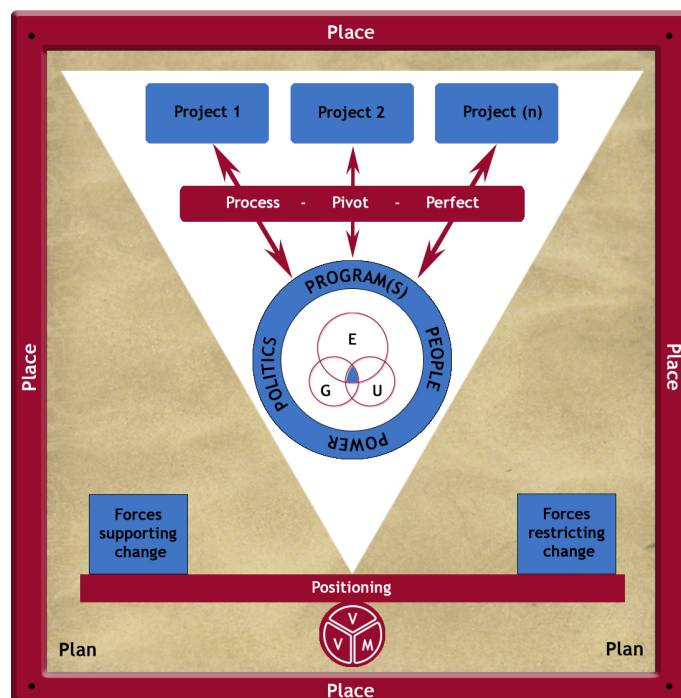 Place
Project 1
Project 2
Project (n)
Process - Pivot - Perfect
PROGRAM(S)
POLITICS
PEOPLE
POWER
E
G
U
Place
Place
Forces
supporting
change
Forces
restricting
change
Positioning
V
V
M
Plan
Plan
Place